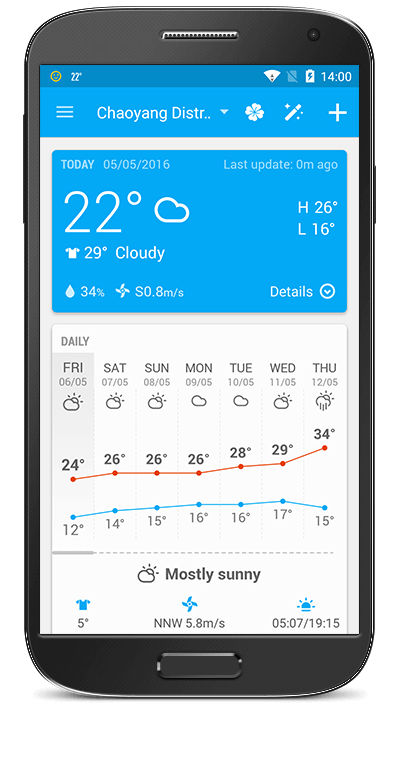 22° 14:00
Chaoyang Distr..
TODAY 05/05/2016 Last update: 0m ago
22°
H 26°
L 16°
29° Cloudy
34% S0.8m/s Details
DAILY
FRI SAT SUN MON TUE WED THU
06/05 07/05 08/05 09/05 10/05 11/05 12/05
24° 26° 26° 26° 28° 29° 34°
12° 14° 15° 16° 16° 17° 15°
Mostly sunny
5° NNW 5.8m/s 05:07/19:15